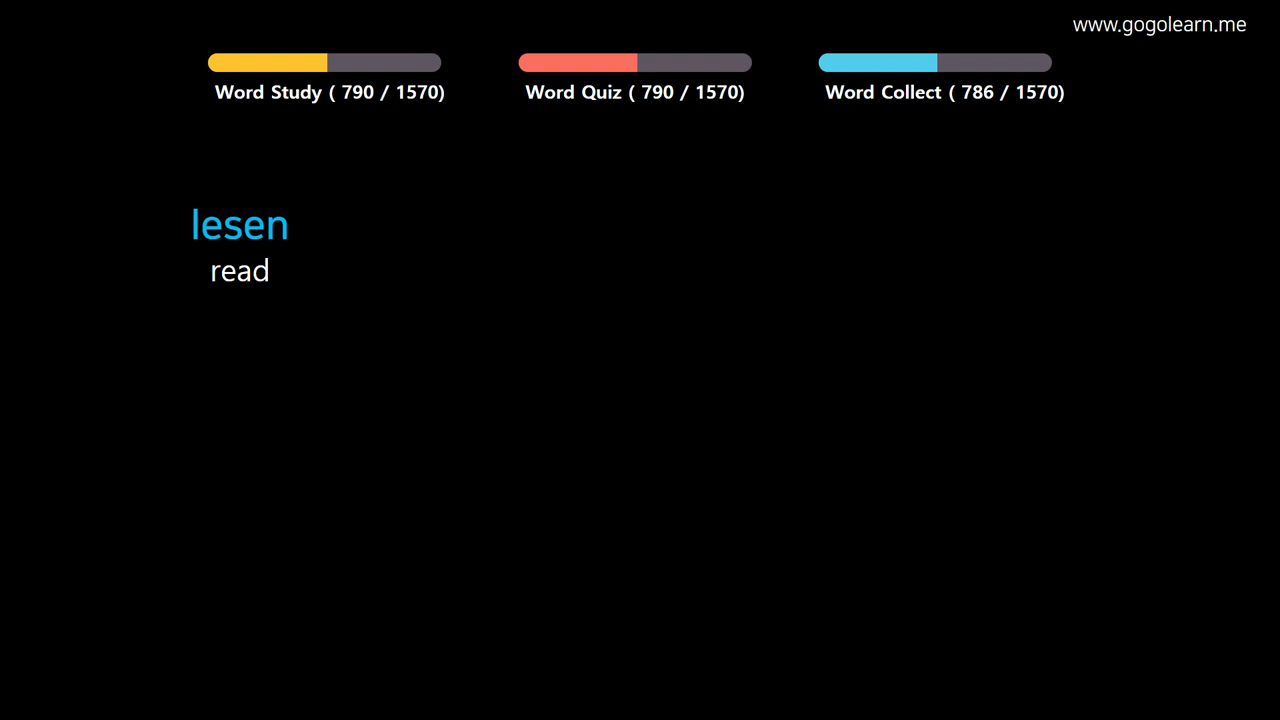 www.gogolearn.me
Word Study ( 790 / 1570)
Word Quiz ( 790 / 1570)
Word Collect ( 786 / 1570)
lesen
read